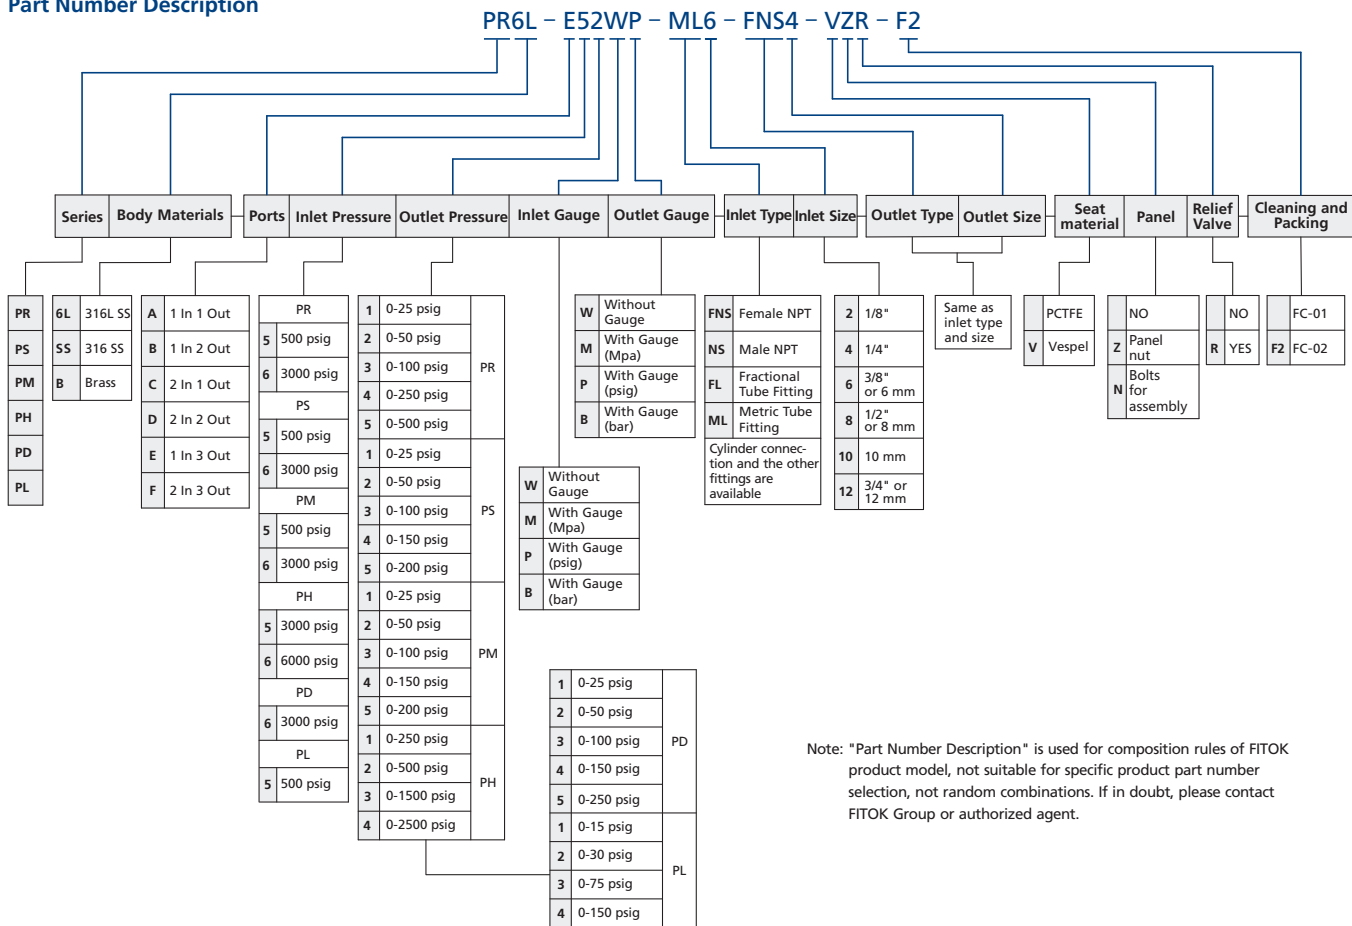 Part Number Description
PR6L – E52WP – ML6 – FNS4 – VZR – F2
Series
Body Materials
Ports
Inlet Pressure
Outlet Pressure
Inlet Gauge
Outlet Gauge
Inlet Type
Inlet Size
Outlet Type
Outlet Size
Seat
material
Panel
Relief
Valve
Cleaning and
Packing
PR
PS
PM
PH
PD
PL
6L 316L SS
SS 316 SS
B Brass
A 1 In 1 Out
B 1 In 2 Out
C 2 In 1 Out
D 2 In 2 Out
E 1 In 3 Out
F 2 In 3 Out
PR
5 500 psig
6 3000 psig
PS
5 500 psig
6 3000 psig
PM
5 500 psig
6 3000 psig
PH
5 3000 psig
6 6000 psig
PD
6 3000 psig
PL
5 500 psig
1 0-25 psig
2 0-50 psig
3 0-100 psig
4 0-250 psig
5 0-500 psig
PR
1 0-25 psig
2 0-50 psig
3 0-100 psig
4 0-150 psig
5 0-200 psig
PS
1 0-25 psig
2 0-50 psig
3 0-100 psig
4 0-150 psig
5 0-200 psig
PM
1 0-250 psig
2 0-500 psig
3 0-1500 psig
4 0-2500 psig
PH
1 0-25 psig
2 0-50 psig
3 0-100 psig
4 0-150 psig
5 0-250 psig
PD
1 0-15 psig
2 0-30 psig
3 0-75 psig
4 0-150 psig
PL
W Without
Gauge
M With Gauge
(Mpa)
P With Gauge
(psig)
B With Gauge
(bar)
W Without
Gauge
M With Gauge
(Mpa)
P With Gauge
(psig)
B With Gauge
(bar)
FNS Female NPT
NS Male NPT
FL Fractional
Tube Fitting
ML Metric Tube
Fitting
Cylinder connec-
tion and the other
fittings are
available
2 1/8"
4 1/4"
6 3/8"
or 6 mm
8 1/2"
or 8 mm
10 10 mm
12 3/4" or
12 mm
Same as
inlet type
and size
PCTFE
V Vespel
NO
Z Panel
nut
N Bolts
for
assembly
NO
R YES
FC-01
F2 FC-02
Note: "Part Number Description" is used for composition rules of FITOK
product model, not suitable for specific product part number
selection, not random combinations. If in doubt, please contact
FITOK Group or authorized agent.